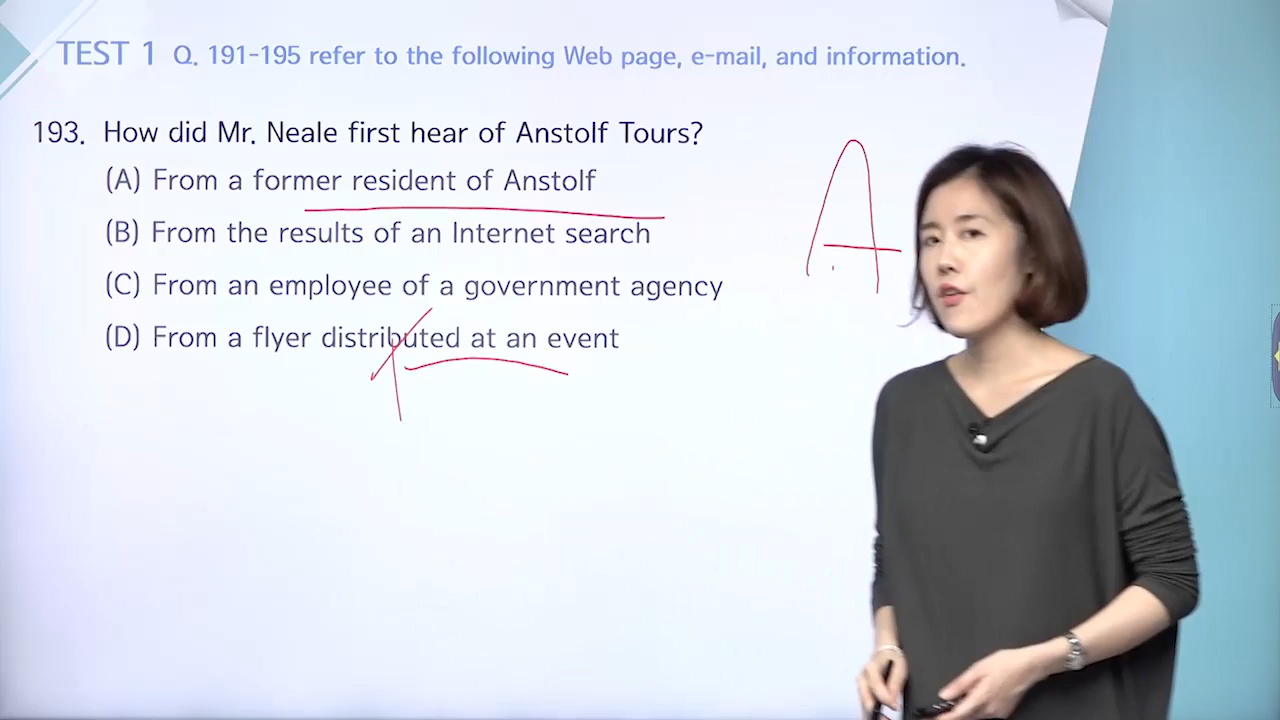 TEST 1 Q. 191-195 refer to the following Web page, e-mail, and information.
193. How did Mr. Neale first hear of Anstolf Tours?
(A) From a former resident of Anstolf
(B) From the results of an Internet search
(C) From an employee of a government agency
(D) From a flyer distributed at an event
A